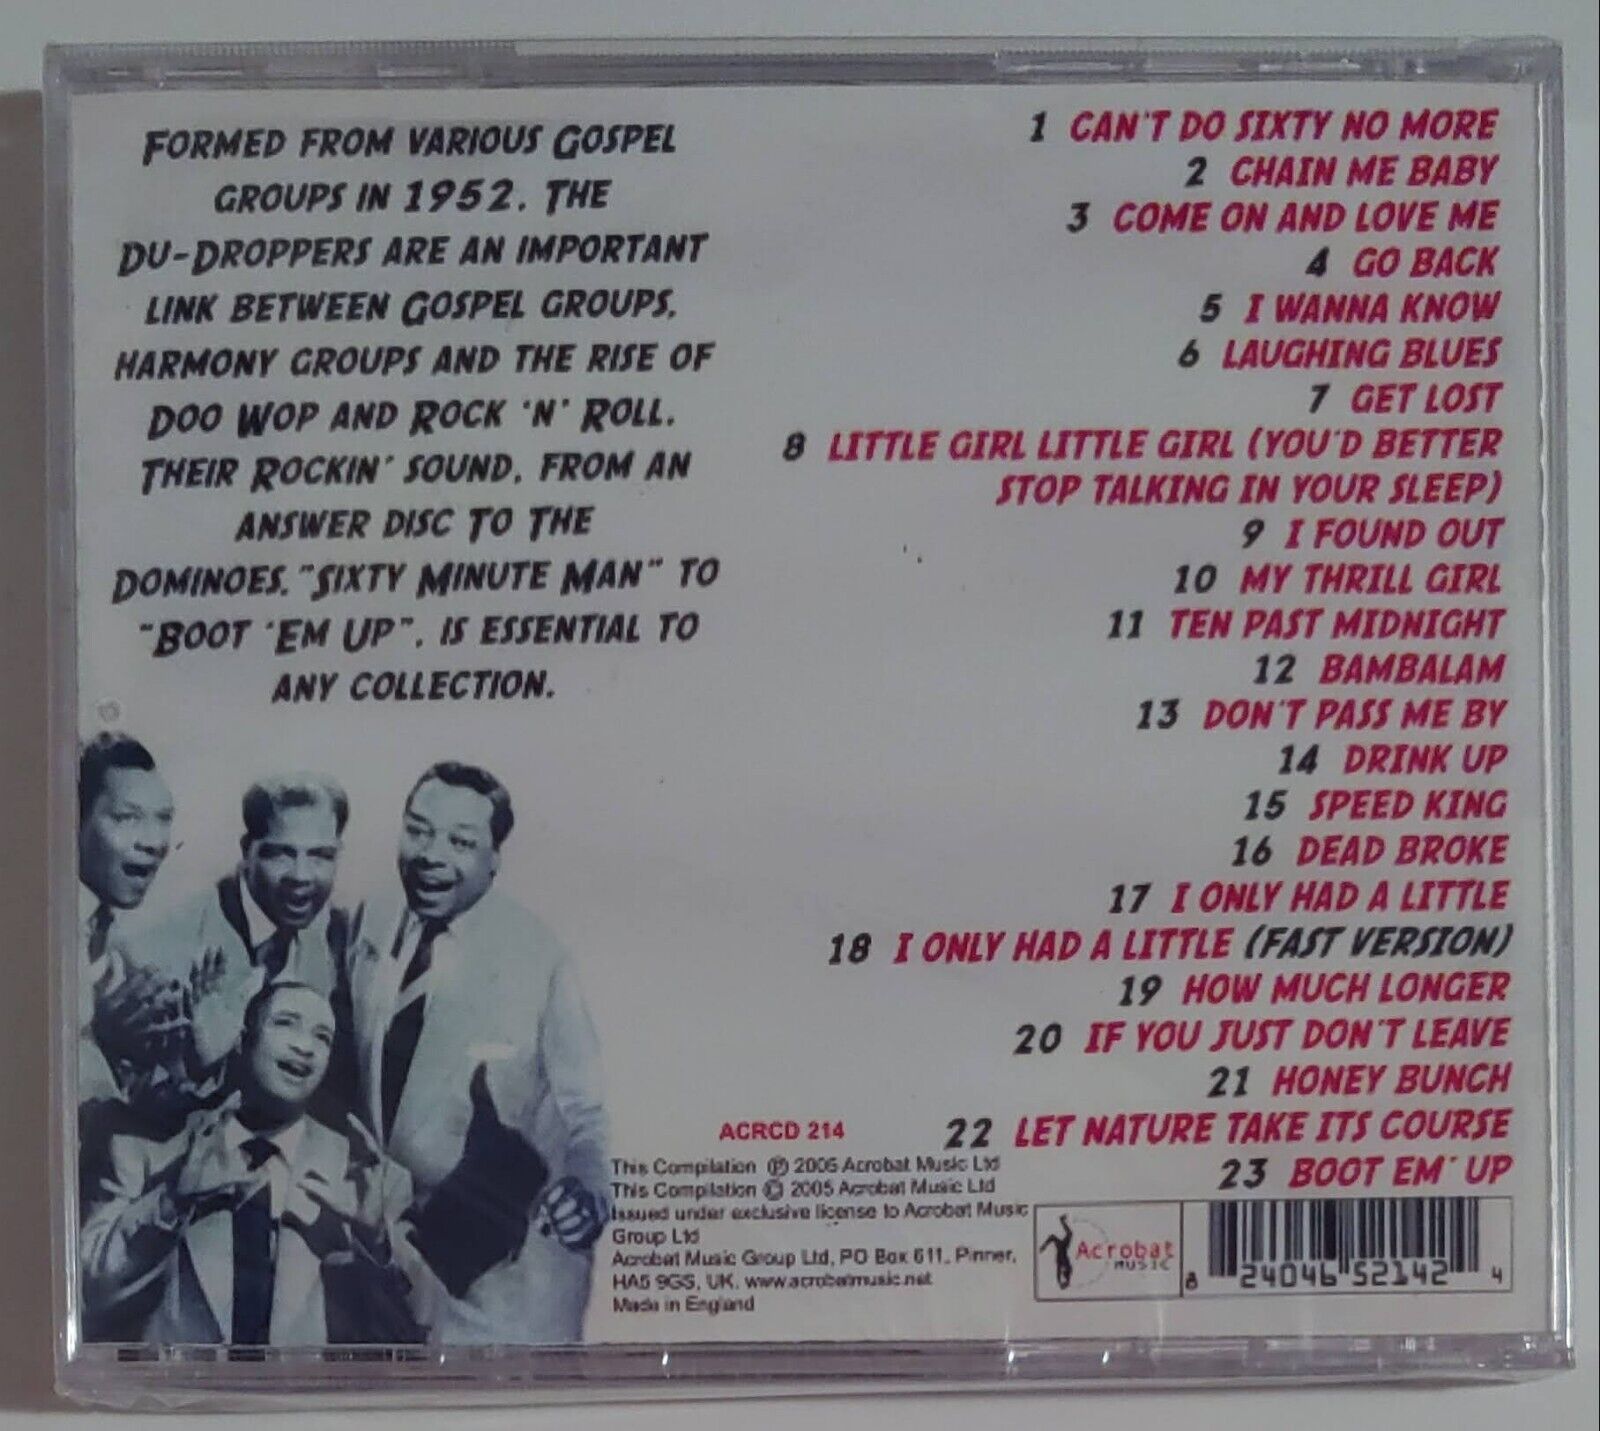 FORMED FROM VARIOUS GOSPEL
GROUPS IN 1952. THE
DU-DROPPERS ARE AN IMPORTANT
LINK BETWEEN GOSPEL GROUPS,
HARMONY GROUPS AND THE RISE OF
DOO WOP AND ROCK 'N' ROLL.
THEIR ROCKIN' SOUND, FROM AN
ANSWER DISC TO THE
DOMINOES, "SIXTY MINUTE MAN" TO
"BOOT 'EM UP", IS ESSENTIAL TO
ANY COLLECTION.
1 CAN'T DO SIXTY NO MORE
2 CHAIN ME BABY
3 COME ON AND LOVE ME
4 GO BACK
5 I WANNA KNOW
6 LAUGHING BLUES
7 GET LOST
8 LITTLE GIRL LITTLE GIRL (YOU'D BETTER
STOP TALKING IN YOUR SLEEP)
9 I FOUND OUT
10 MY THRILL GIRL
11 TEN PAST MIDNIGHT
12 BAMBALAM
13 DON'T PASS ME BY
14 DRINK UP
15 SPEED KING
16 DEAD BROKE
17 I ONLY HAD A LITTLE
18 I ONLY HAD A LITTLE (FAST VERSION)
19 HOW MUCH LONGER
20 IF YOU JUST DON'T LEAVE
21 HONEY BUNCH
22 LET NATURE TAKE ITS COURSE
23 BOOT EM' UP
ACRCD 214
This Compilation ℗ 2005 Acrobat Music Ltd
This Compilation © 2005 Acrobat Music Ltd
Issued under exclusive license to Acrobat Music
Group Ltd
Acrobat Music Group Ltd, PO Box 611, Pinner,
HA5 9GS, UK. www.acrobatmusic.net
Made in England
Acrobat
MUSIC
8 24046 52142 4